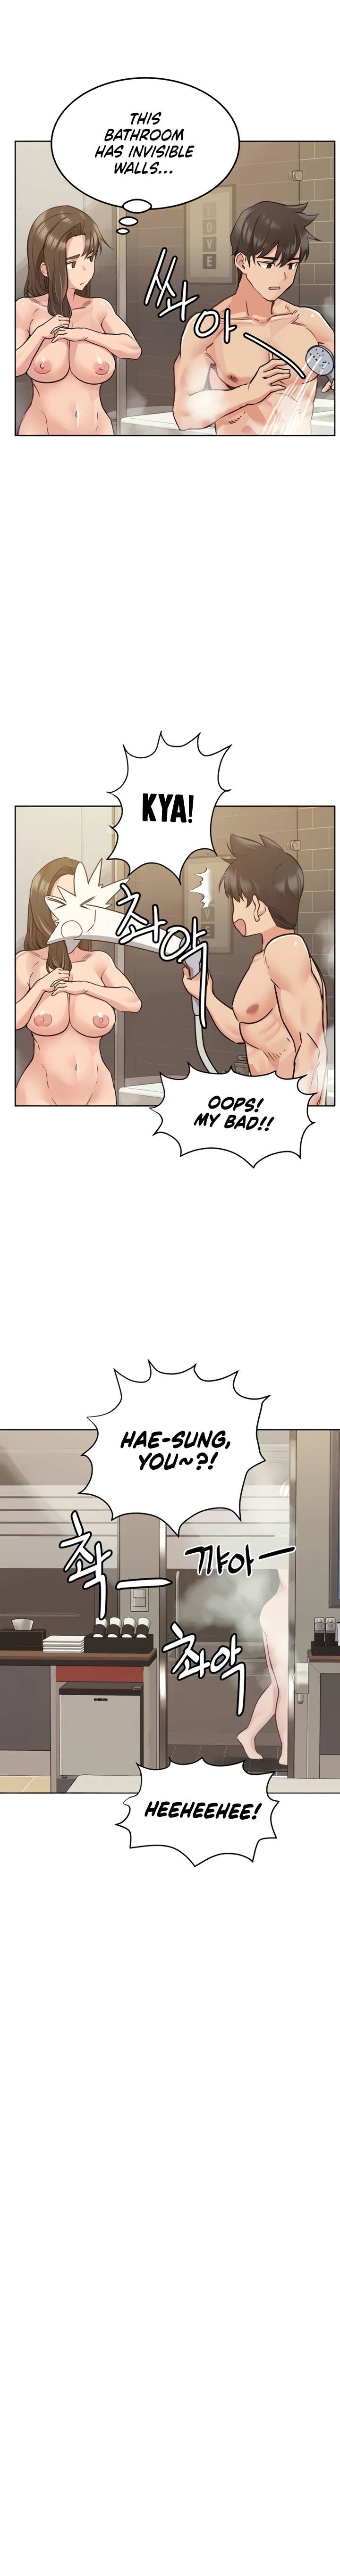 THIS
BATHROOM
HAS INVISIBLE
WALLS...
LOVE
쏴아
KYA!
촤악
OOPS!
MY BAD!!
HAE-SUNG,
YOU~?!
촥
꺄아
촤악
HEEHEEHEE!